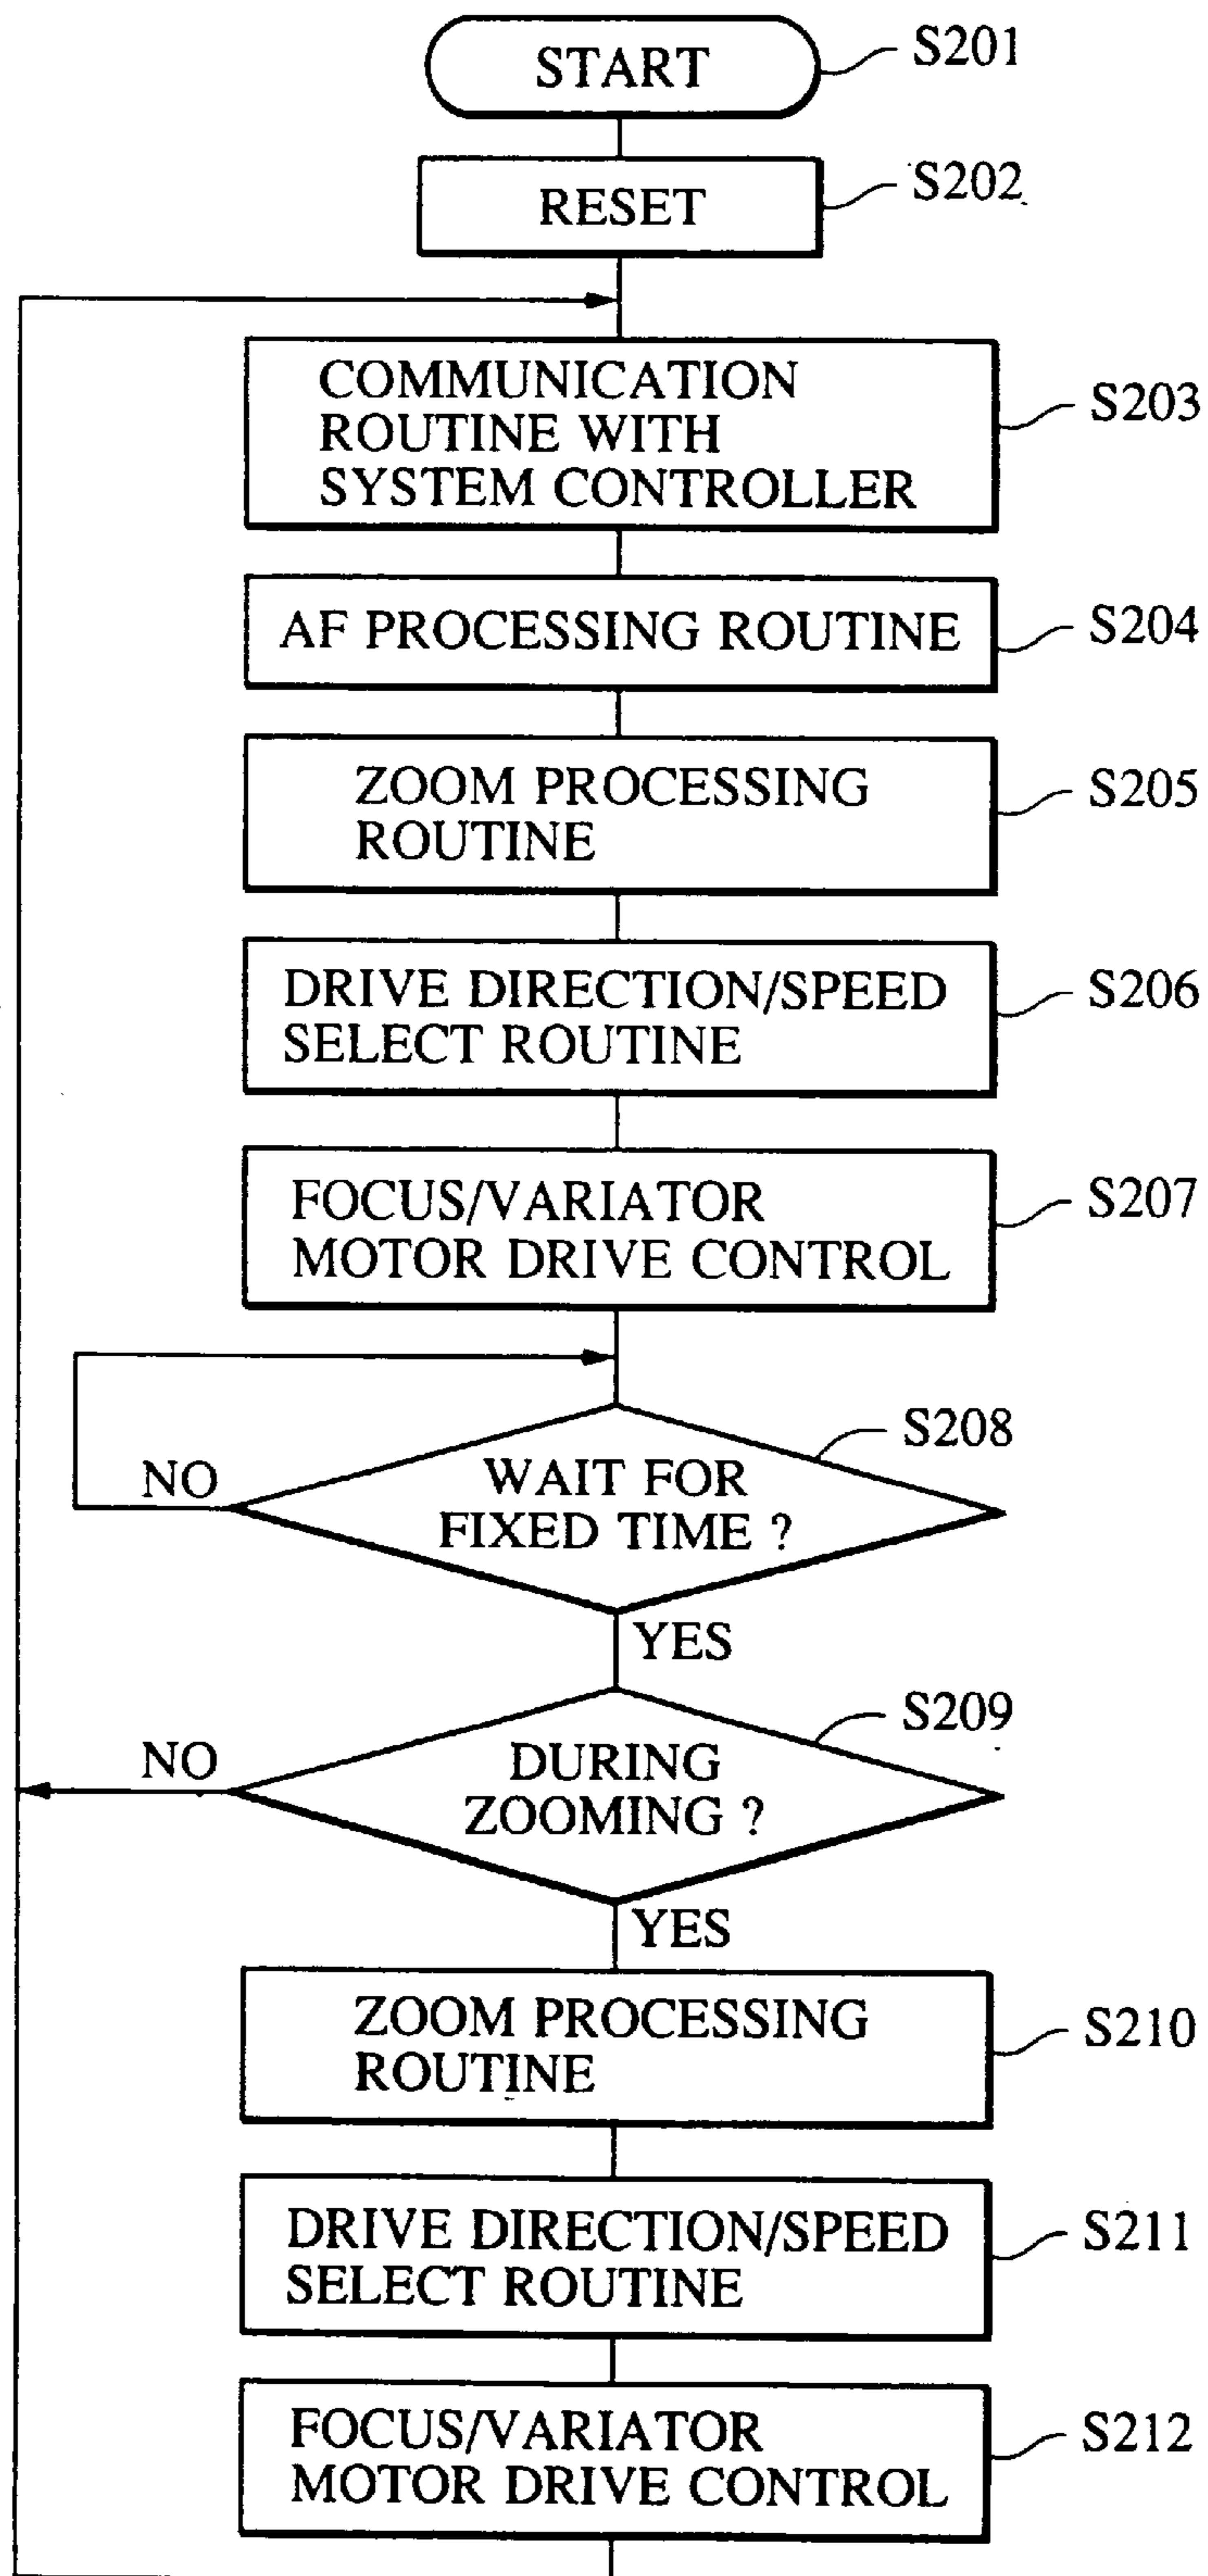 START
S201
RESET
S202
COMMUNICATION
ROUTINE WITH
SYSTEM CONTROLLER
S203
AF PROCESSING ROUTINE
S204
ZOOM PROCESSING
ROUTINE
S205
DRIVE DIRECTION/SPEED
SELECT ROUTINE
S206
FOCUS/VARIATOR
MOTOR DRIVE CONTROL
S207
S208
NO
WAIT FOR
FIXED TIME ?
YES
S209
NO
DURING
ZOOMING ?
YES
ZOOM PROCESSING
ROUTINE
S210
DRIVE DIRECTION/SPEED
SELECT ROUTINE
S211
FOCUS/VARIATOR
MOTOR DRIVE CONTROL
S212